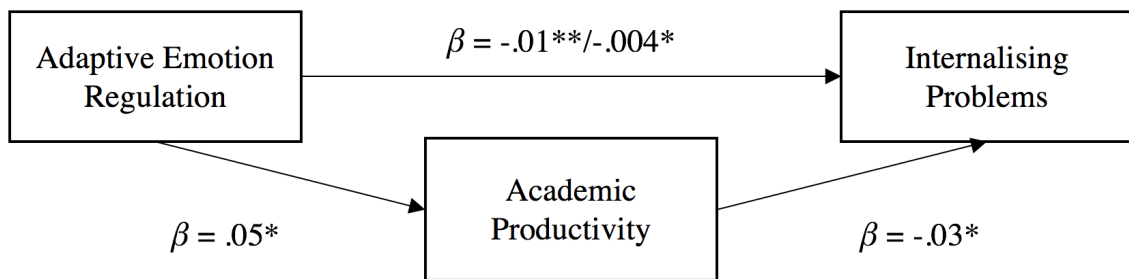 Adaptive Emotion
Regulation
β = -.01**/-.004*
Internalising
Problems
Academic
Productivity
β = .05*
β = -.03*